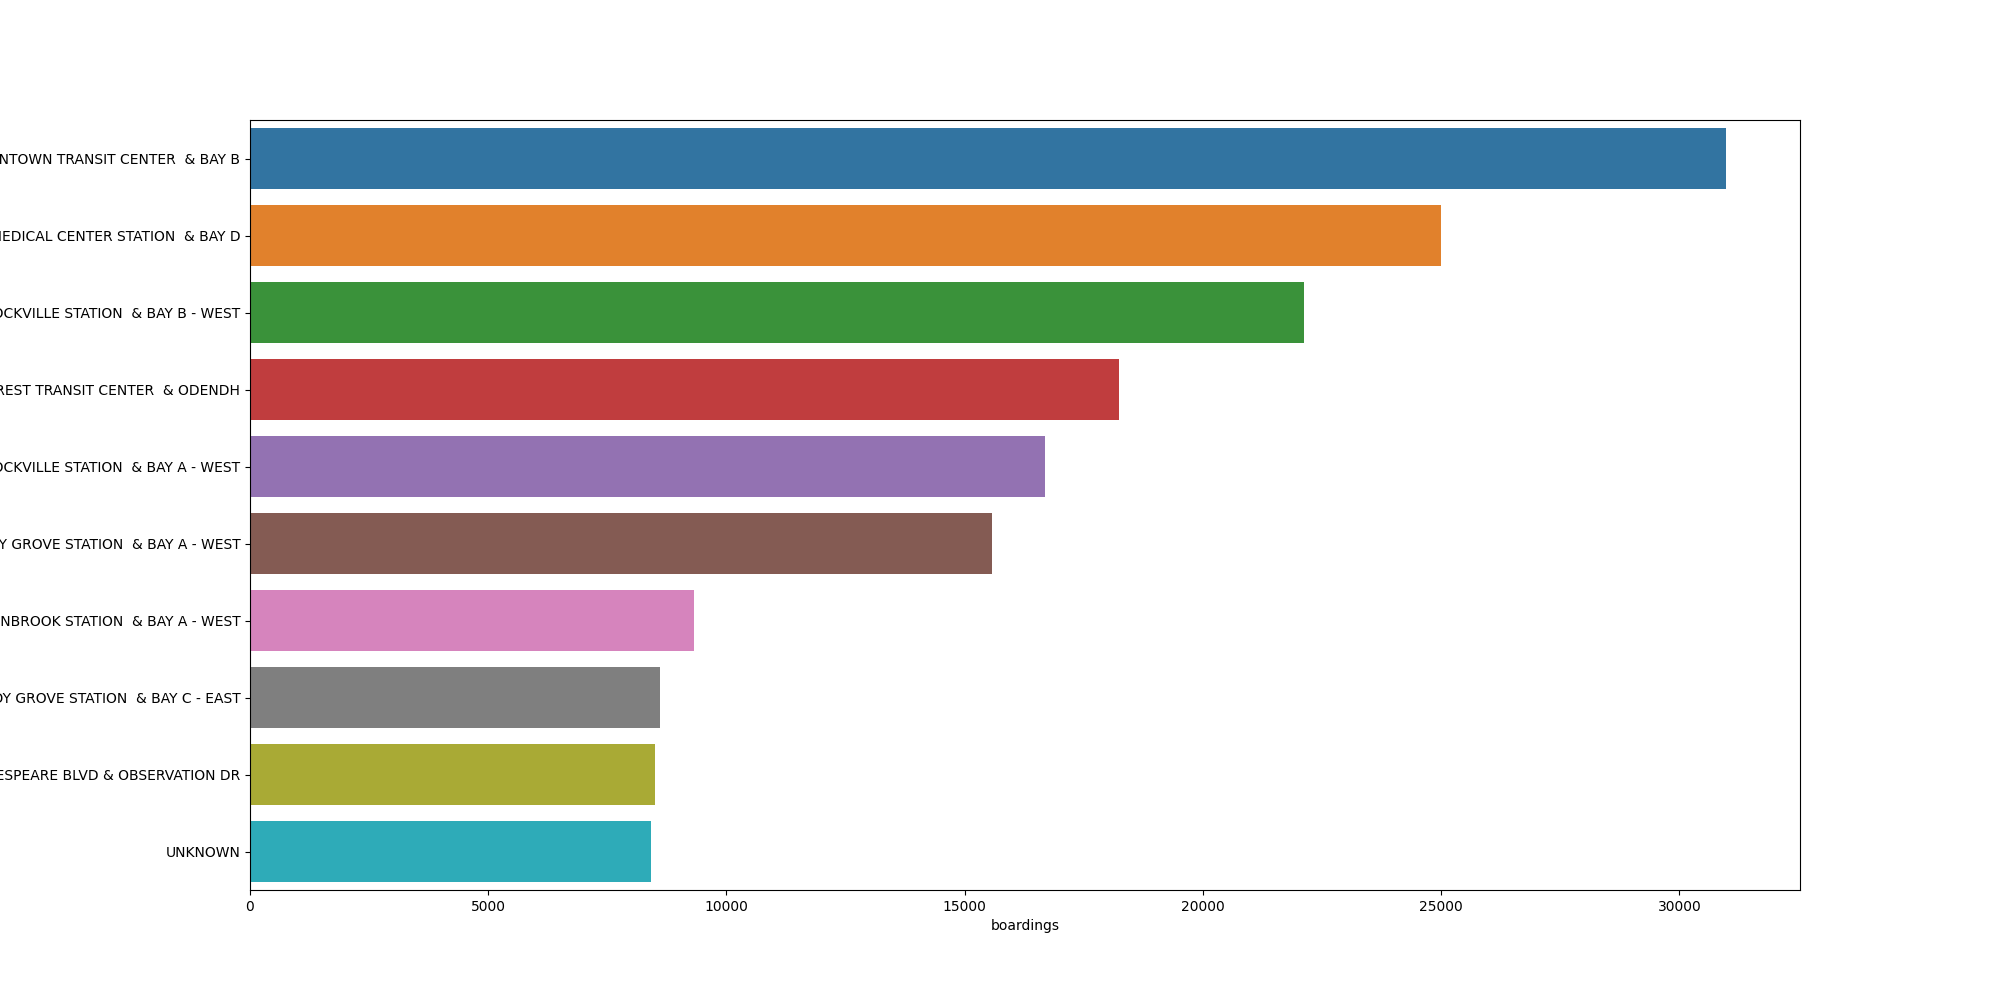 NTOWN TRANSIT CENTER & BAY B
EDICAL CENTER STATION & BAY D
OCKVILLE STATION & BAY B - WEST
REST TRANSIT CENTER & ODENDH
OCKVILLE STATION & BAY A - WEST
Y GROVE STATION & BAY A - WEST
NBROOK STATION & BAY A - WEST
DY GROVE STATION & BAY C - EAST
ESPEARE BLVD & OBSERVATION DR
UNKNOWN
0 5000 10000 15000 20000 25000 30000
boardings